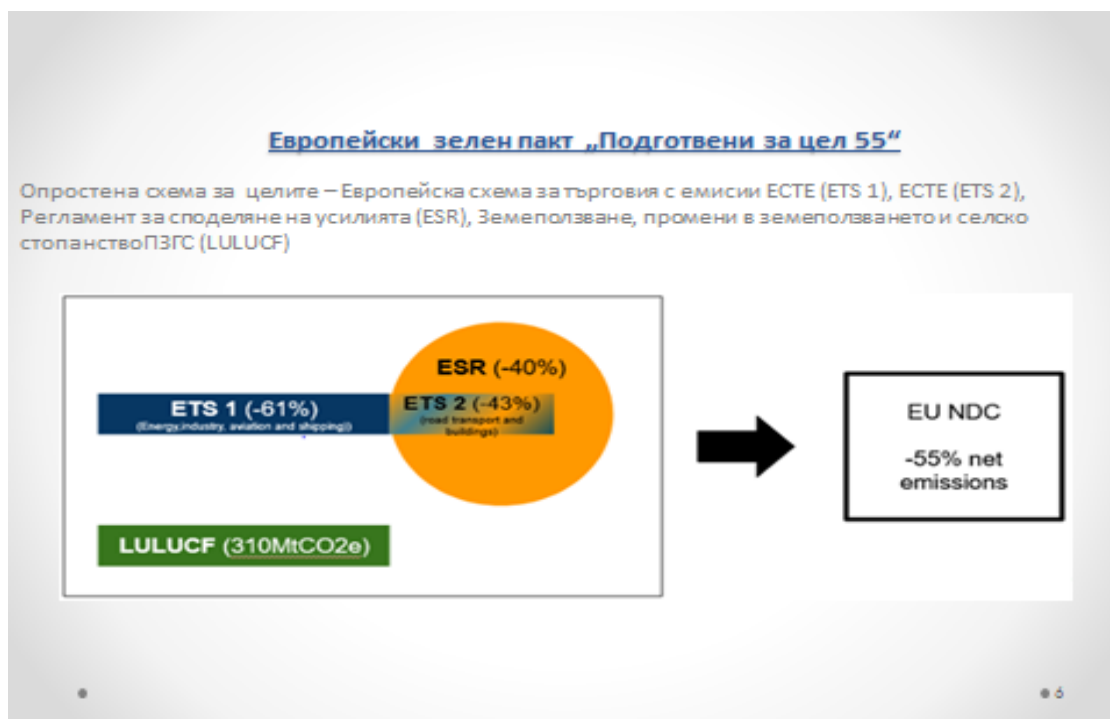 Европейски зелен пакт „Подготвени за цел 55“
Опростена схема за целите – Европейска схема за търговия с емисии ЕСТЕ (ETS 1), ЕСТЕ (ETS 2),
Регламент за споделяне на усилията (ESR), Земеползване, промени в земеползването и селско
стопанствоПЗГС (LULUCF)
ESR (-40%)
ETS 1 (-61%)
(Energy,industry, aviation and shipping))
ETS 2 (-43%)
(road transport and
buildings)
LULUCF (310MtCO2e)
EU NDC
-55% net
emissions
6